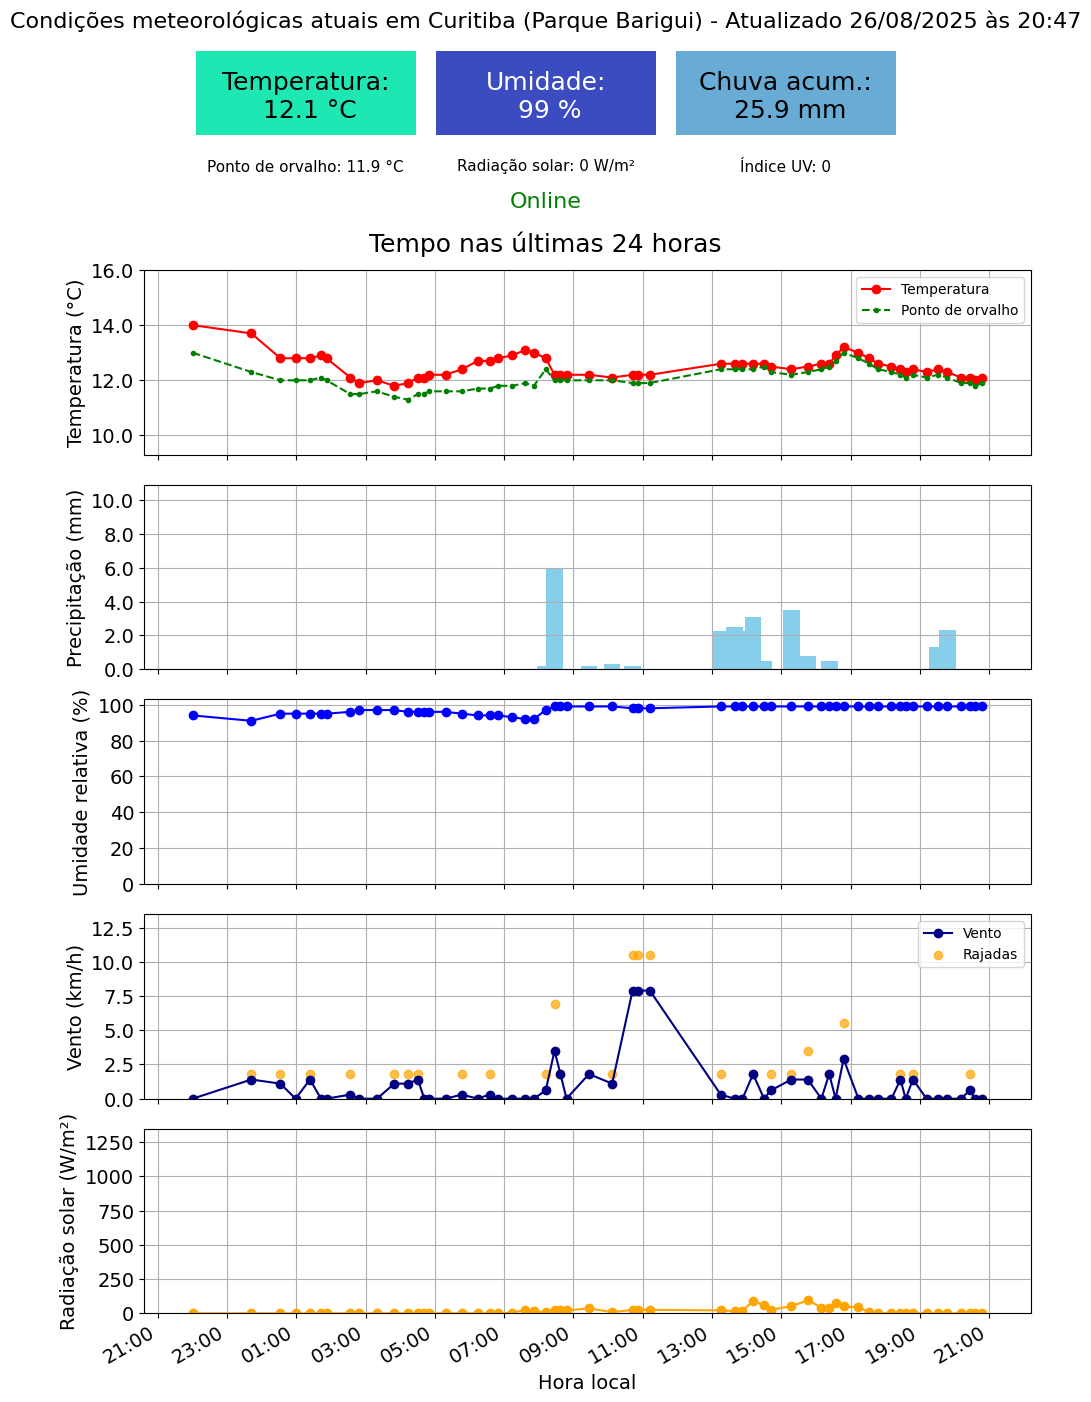 Condições meteorológicas atuais em Curitiba (Parque Barigui) - Atualizado 26/08/2025 às 20:47
Temperatura:
12.1 °C
Umidade:
99 %
Chuva acum.:
25.9 mm
Ponto de orvalho: 11.9 °C
Radiação solar: 0 W/m²
Índice UV: 0
Online
Tempo nas últimas 24 horas
Temperatura (°C)
16.0
14.0
12.0
10.0
Temperatura
Ponto de orvalho
Precipitação (mm)
10.0
8.0
6.0
4.0
2.0
0.0
Umidade relativa (%)
100
80
60
40
20
0
Vento (km/h)
12.5
10.0
7.5
5.0
2.5
0.0
Vento
Rajadas
Radiação solar (W/m²)
1250
1000
750
500
250
0
21:00
23:00
01:00
03:00
05:00
07:00
09:00
11:00
13:00
15:00
17:00
19:00
21:00
Hora local